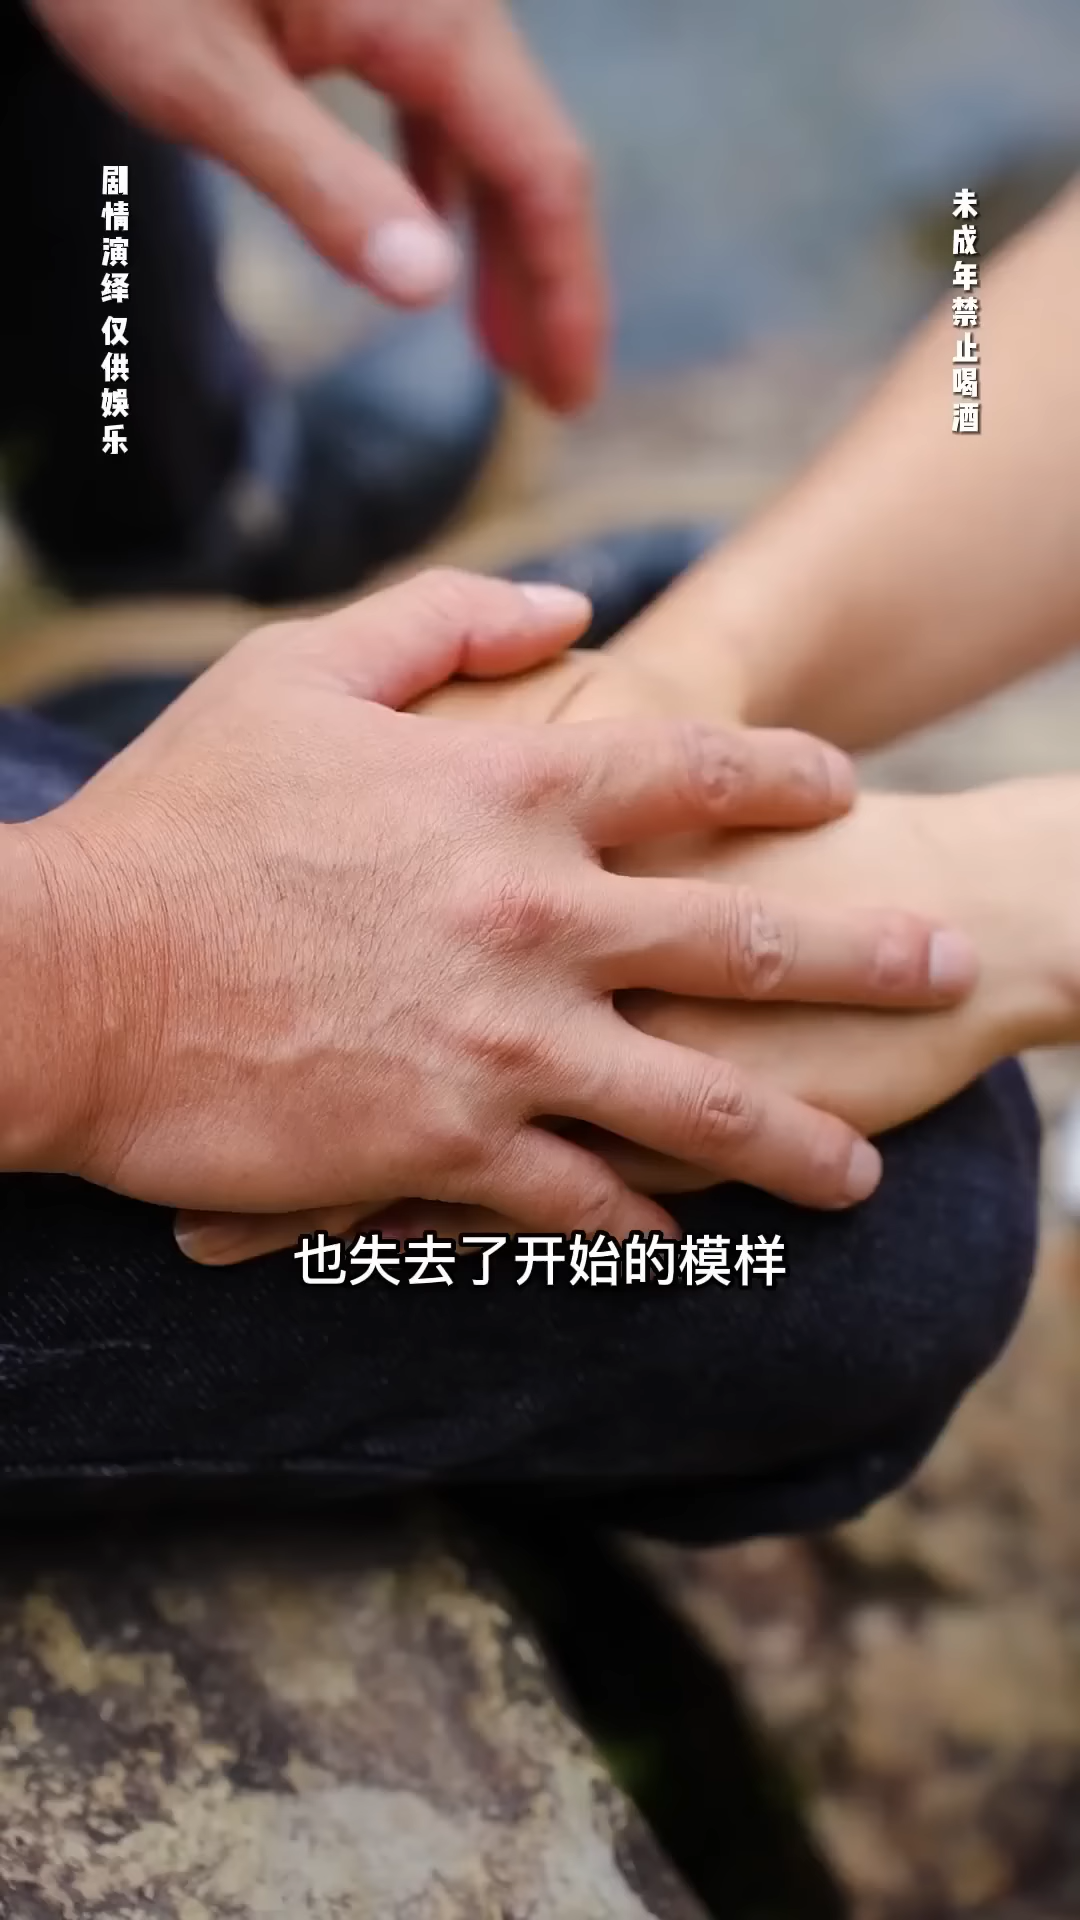 剧情演绎 仅供娱乐
未成年禁止喝酒
也失去了开始的模样